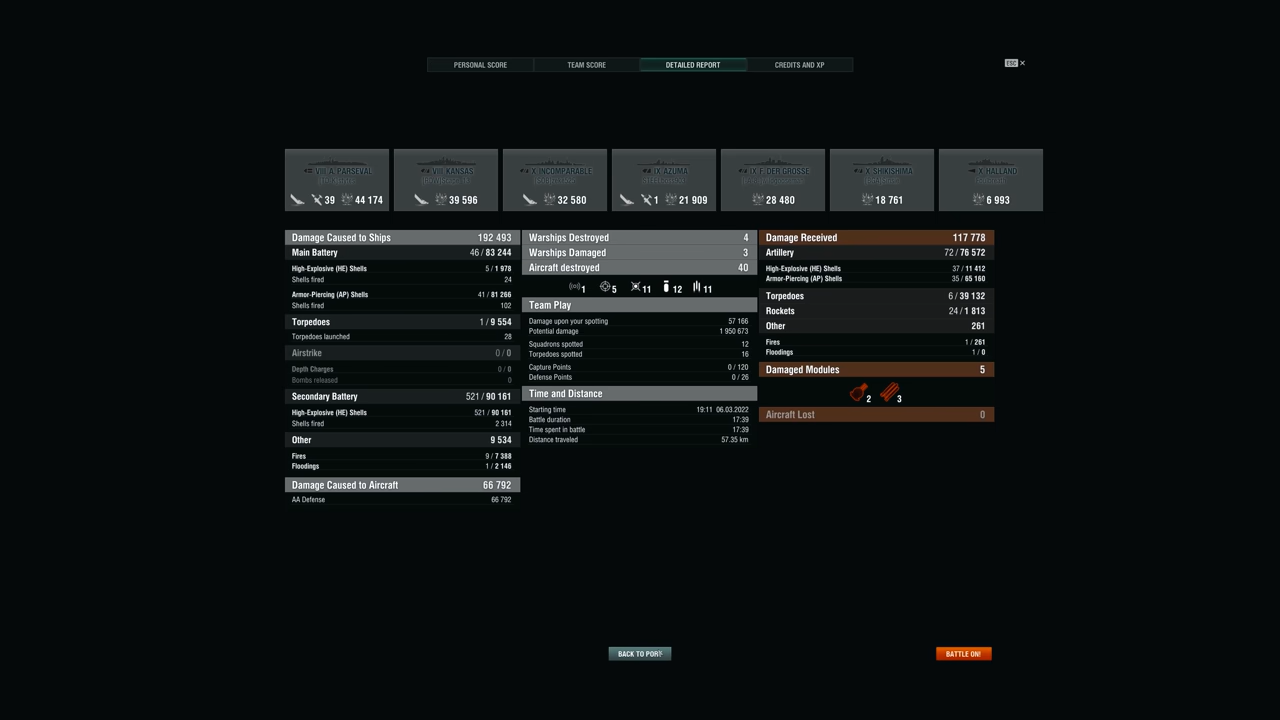 PERSONAL SCORE
TEAM SCORE
DETAILED REPORT
CREDITS AND XP
ESC ×
VIII A. PARSEVAL
39 44 174
VIII KANSAS
39 596
X INCOMPARABLE
32 580
IX AZUMA
1 21 909
IX F. DER GROSSE
28 480
X SHIKISHIMA
18 761
X HALLAND
6 993
Damage Caused to Ships 192 493
Main Battery 46 / 83 244
High-Explosive (HE) Shells 5 / 1 978
Shells fired 24
Armor-Piercing (AP) Shells 41 / 81 266
Shells fired 102
Torpedoes 1 / 9 554
Torpedoes launched 28
Airstrike 0 / 0
Depth Charges 0 / 0
Bombs released 0
Secondary Battery 521 / 90 161
High-Explosive (HE) Shells 521 / 90 161
Shells fired 2 314
Other 9 534
Fires 9 / 7 388
Floodings 1 / 2 146
Damage Caused to Aircraft 66 792
AA Defense 66 792
Warships Destroyed 4
Warships Damaged 3
Aircraft destroyed 40
1 5 11 12 11
Team Play
Damage upon your spotting 57 166
Potential damage 1 950 673
Squadrons spotted 12
Torpedoes spotted 16
Capture Points 0 / 120
Defense Points 0 / 26
Time and Distance
Starting time 19:11 06.03.2022
Battle duration 17:39
Time spent in battle 17:39
Distance traveled 57.35 km
Damage Received 117 778
Artillery 72 / 76 572
High-Explosive (HE) Shells 37 / 11 412
Armor-Piercing (AP) Shells 35 / 65 160
Torpedoes 6 / 39 132
Rockets 24 / 1 813
Other 261
Fires 1 / 261
Floodings 1 / 0
Damaged Modules 5
2 3
Aircraft Lost 0
BACK TO PORT
BATTLE ON!